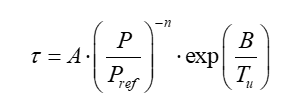 τ = A · (P / P_ref)^{-n} · exp(B / T_u)